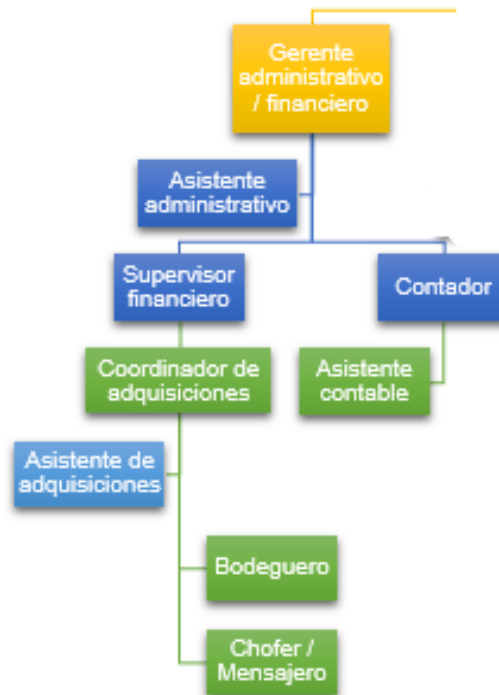 Gerente
administrativo
/ financiero
Asistente
administrativo
Supervisor
financiero
Contador
Coordinador de
adquisiciones
Asistente
contable
Asistente de
adquisiciones
Bodeguero
Chofer /
Mensajero